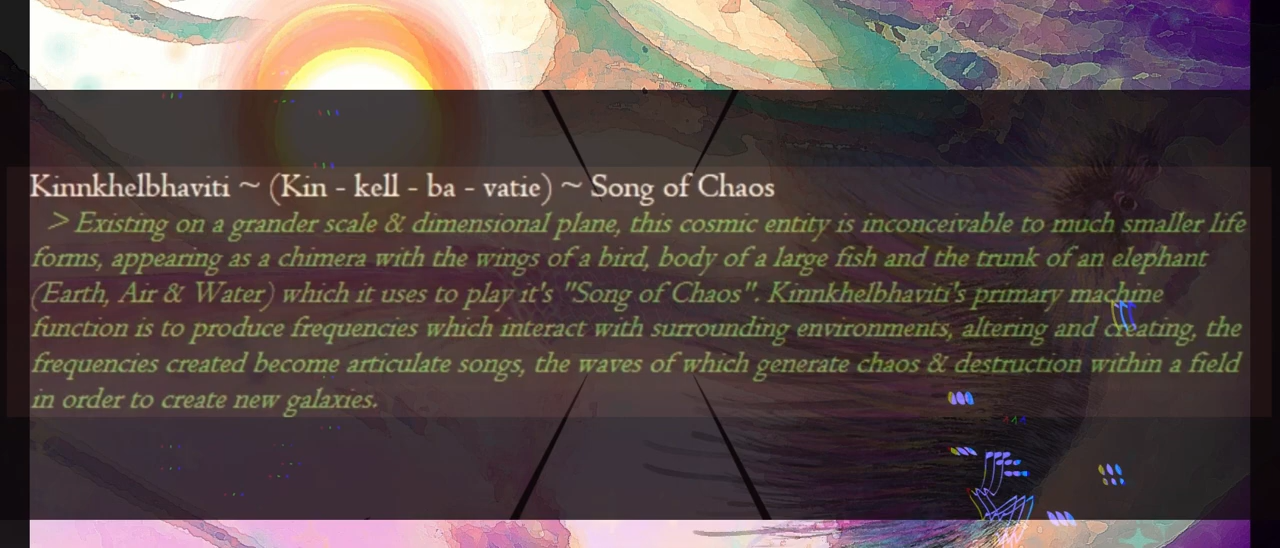 Kinnkhelbhaviti ~ (Kin - kell - ba - vatie) ~ Song of Chaos
> Existing on a grander scale & dimensional plane, this cosmic entity is inconceivable to much smaller life
forms, appearing as a chimera with the wings of a bird, body of a large fish and the trunk of an elephant
(Earth, Air & Water) which it uses to play it's "Song of Chaos". Kinnkhelbhaviti's primary machine
function is to produce frequencies which interact with surrounding environments, altering and creating, the
frequencies created become articulate songs, the waves of which generate chaos & destruction within a field
in order to create new galaxies.